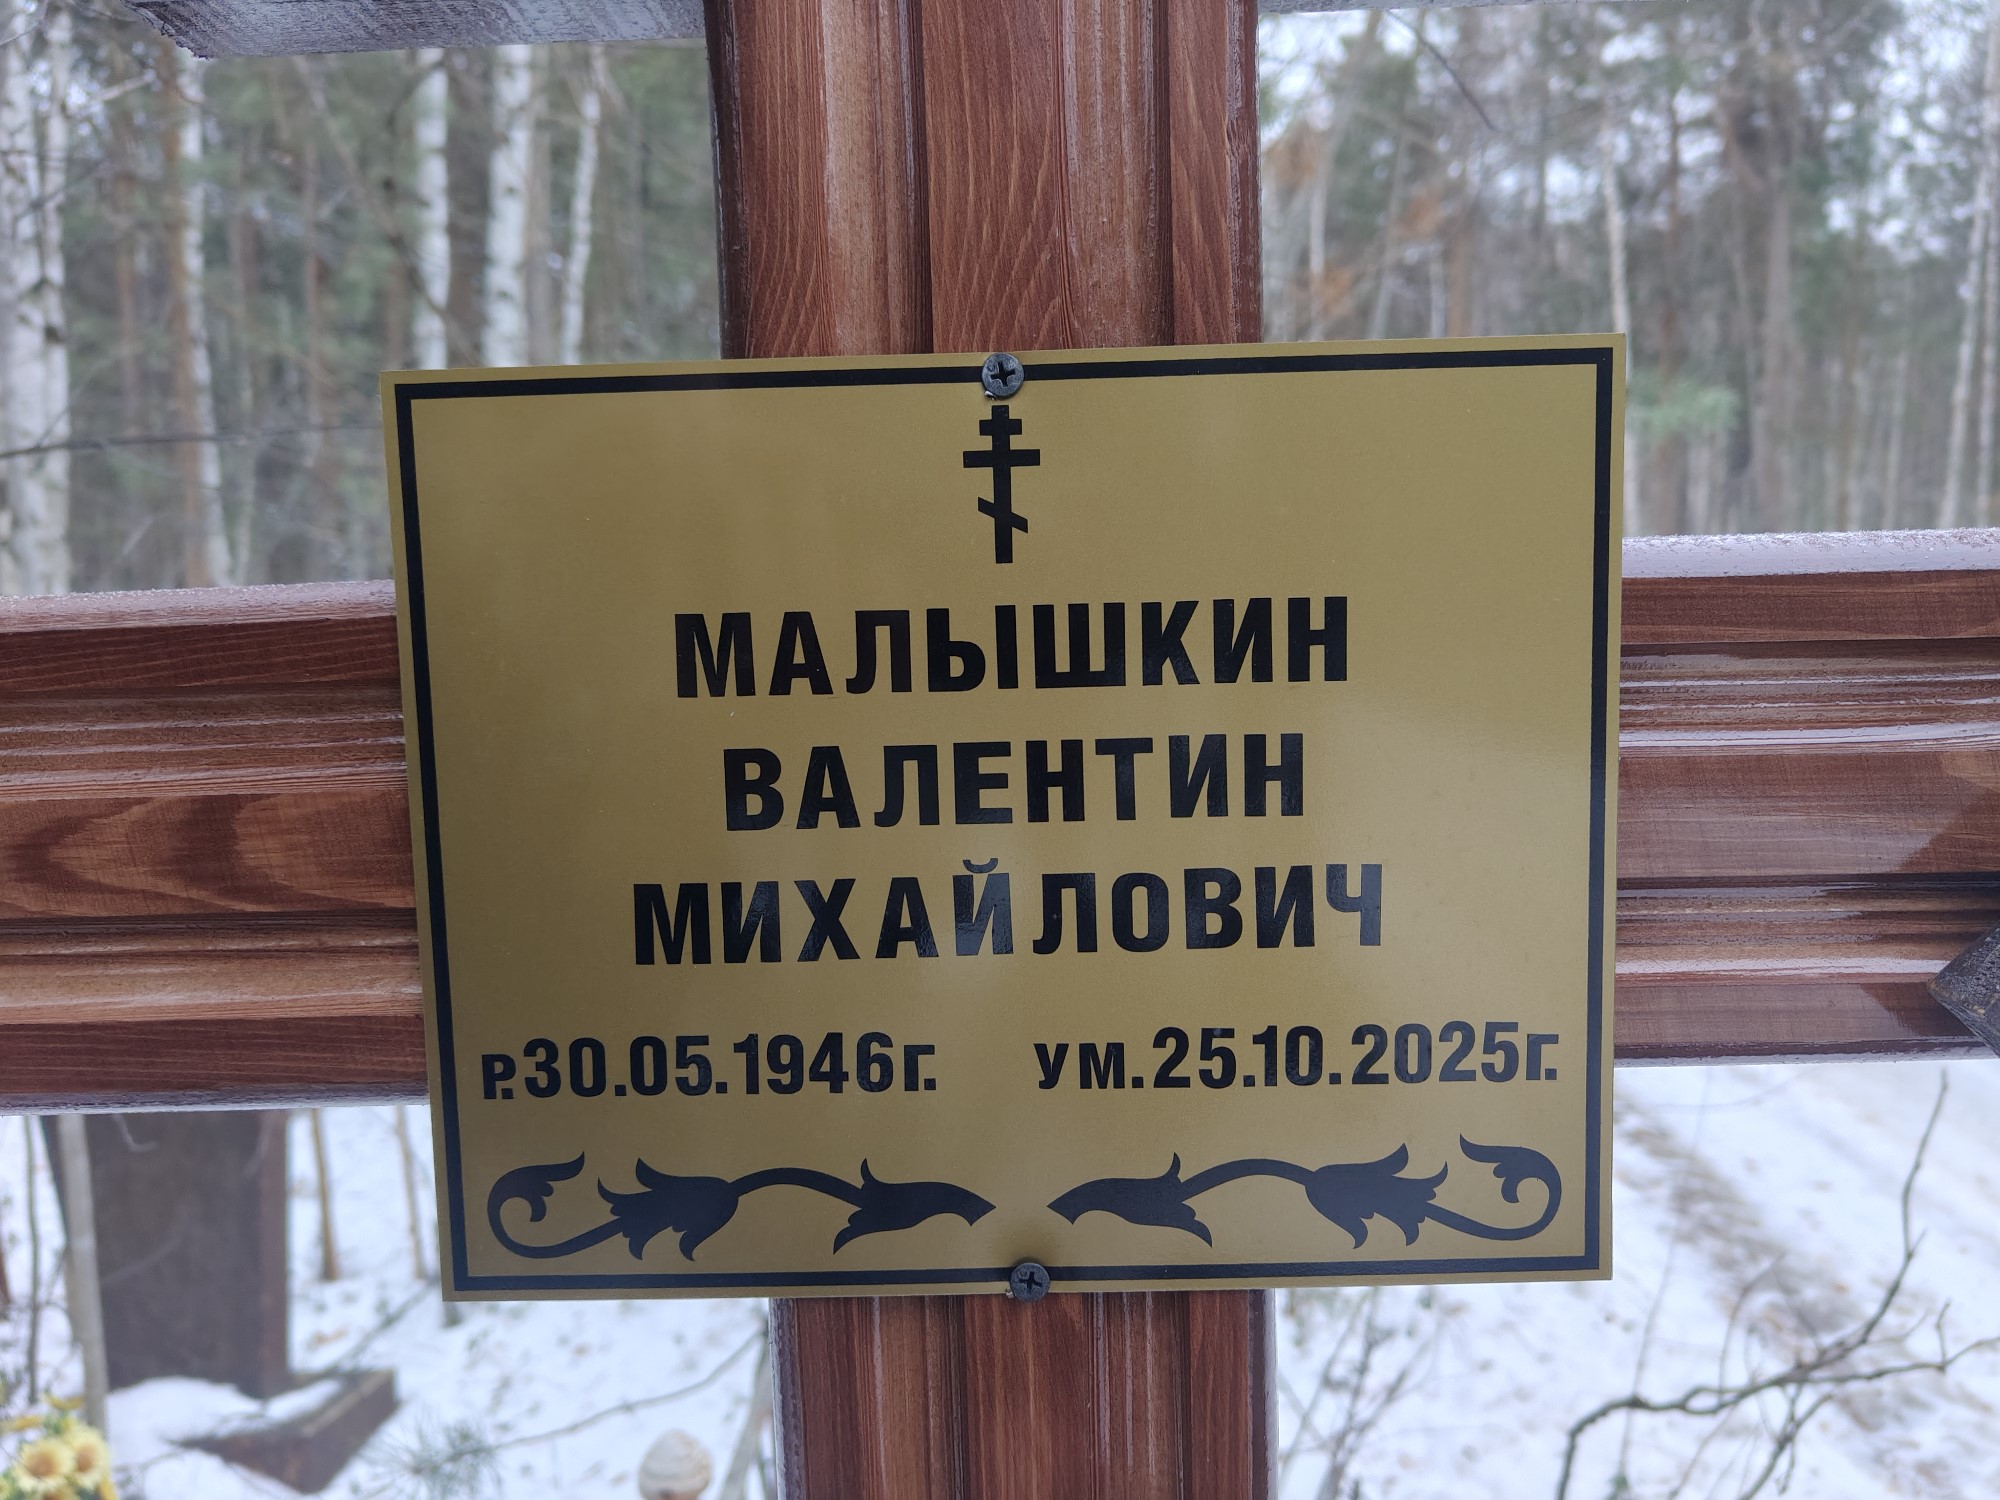 МАЛЫШКИН
ВАЛЕНТИН
МИХАЙЛОВИЧ
Р.30.05.1946г. УМ.25.10.2025г.